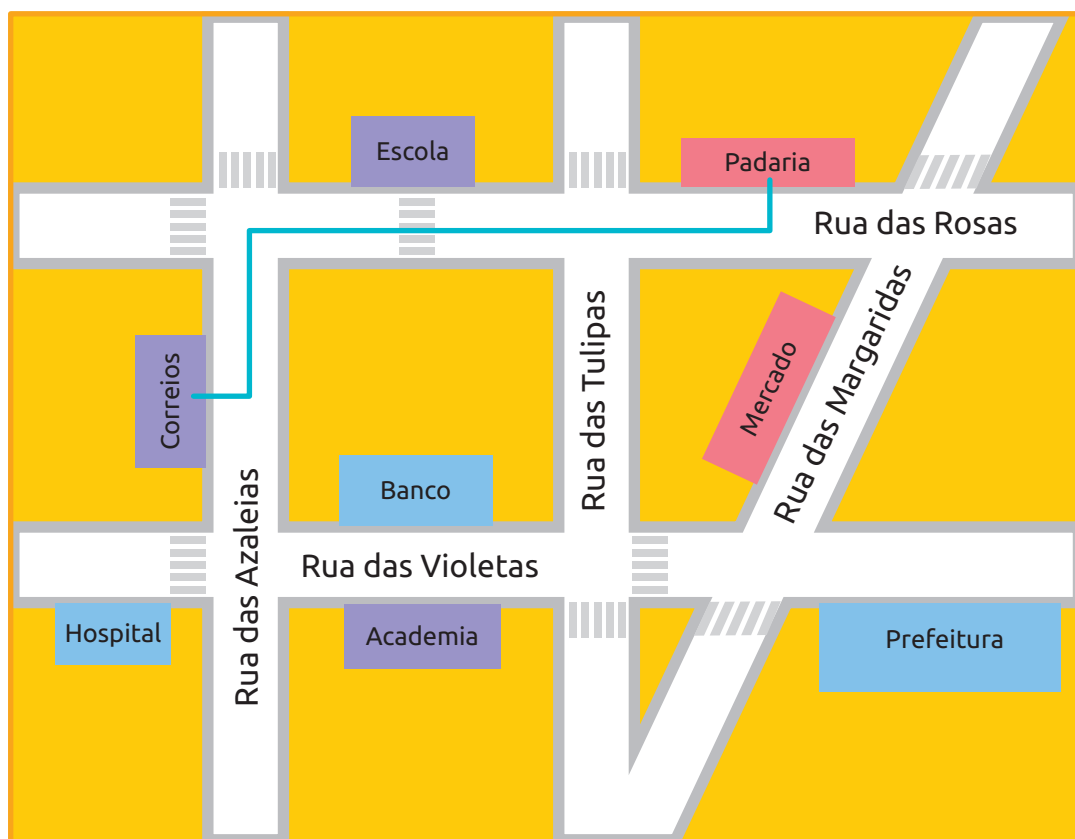 Escola
Padaria
Rua das Rosas
Correios
Rua das Tulipas
Mercado
Rua das Margaridas
Banco
Rua das Azaleias
Rua das Violetas
Hospital
Academia
Prefeitura